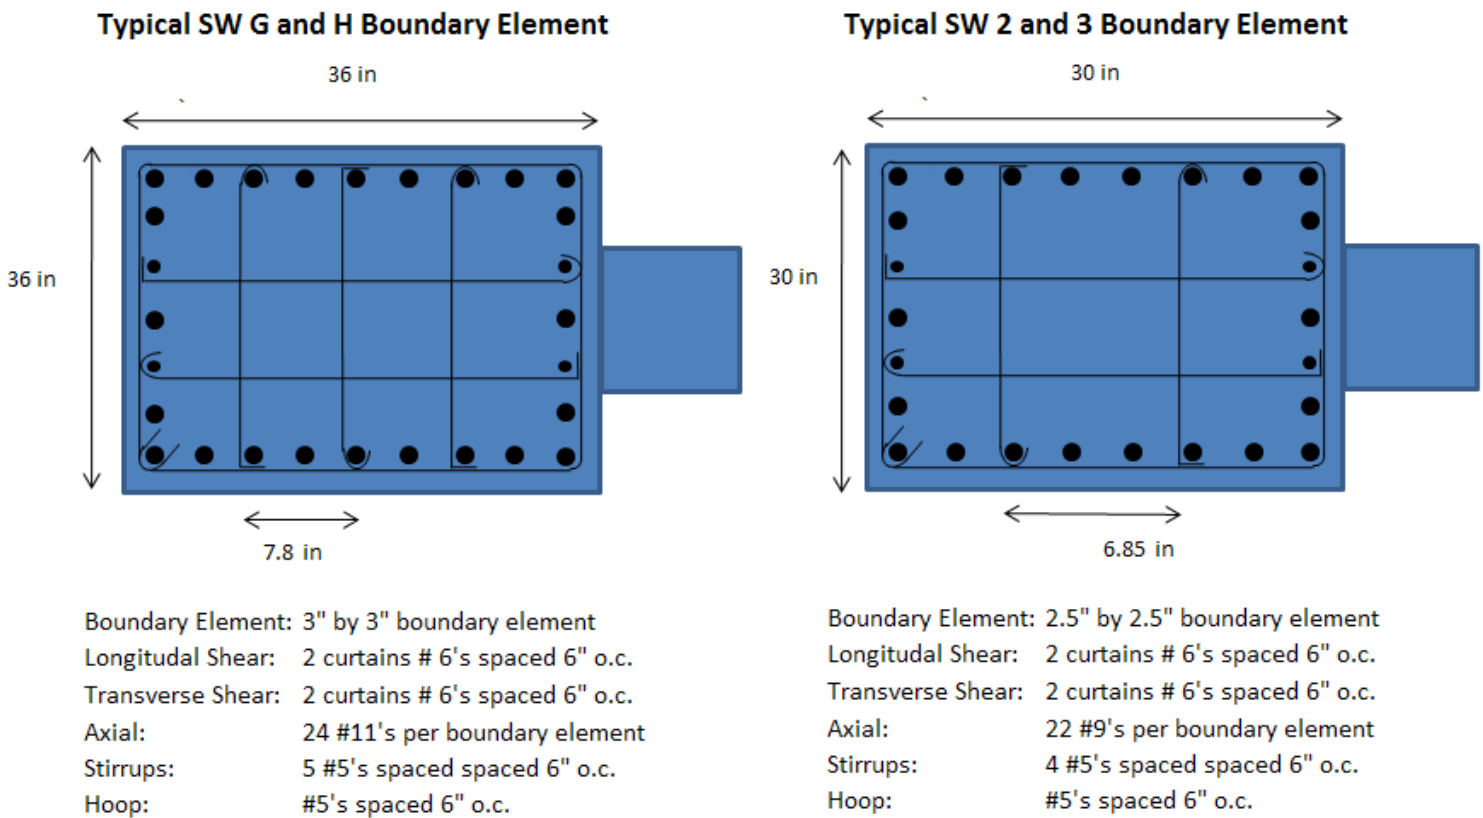 Typical SW G and H Boundary Element
36 in
36 in
7.8 in
Boundary Element: 3" by 3" boundary element
Longitudal Shear: 2 curtains # 6's spaced 6" o.c.
Transverse Shear: 2 curtains # 6's spaced 6" o.c.
Axial: 24 #11's per boundary element
Stirrups: 5 #5's spaced spaced 6" o.c.
Hoop: #5's spaced 6" o.c.
Typical SW 2 and 3 Boundary Element
30 in
30 in
6.85 in
Boundary Element: 2.5" by 2.5" boundary element
Longitudal Shear: 2 curtains # 6's spaced 6" o.c.
Transverse Shear: 2 curtains # 6's spaced 6" o.c.
Axial: 22 #9's per boundary element
Stirrups: 4 #5's spaced spaced 6" o.c.
Hoop: #5's spaced 6" o.c.